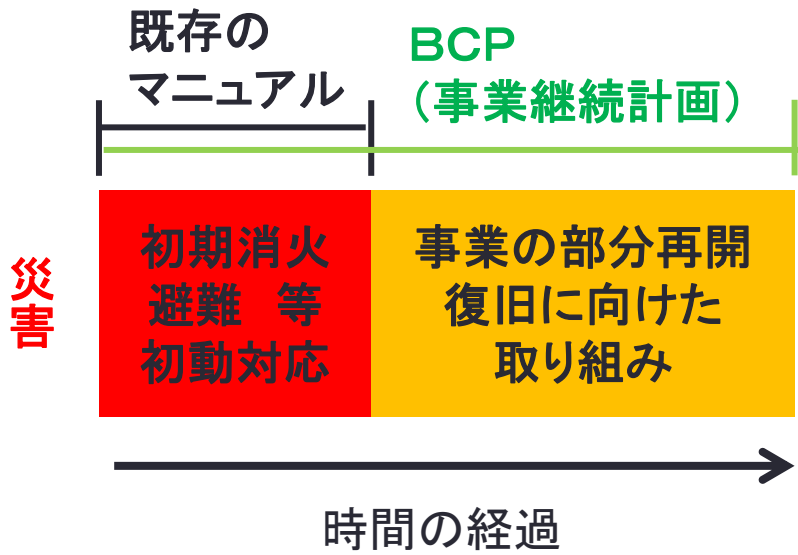 既存の
マニュアル
BCP
（事業継続計画）
災害
初期消火
避難　等
初動対応
事業の部分再開
復旧に向けた
取り組み
時間の経過